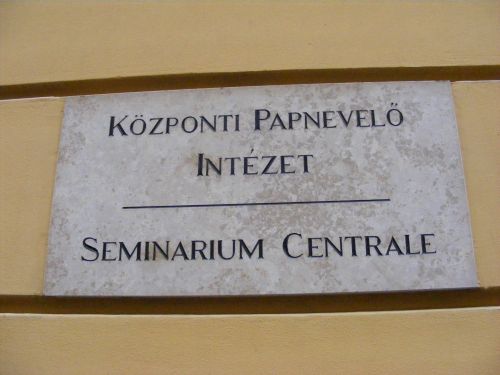 KÖZPONTI PAPNEVELŐ
INTÉZET
SEMINARIUM CENTRALE